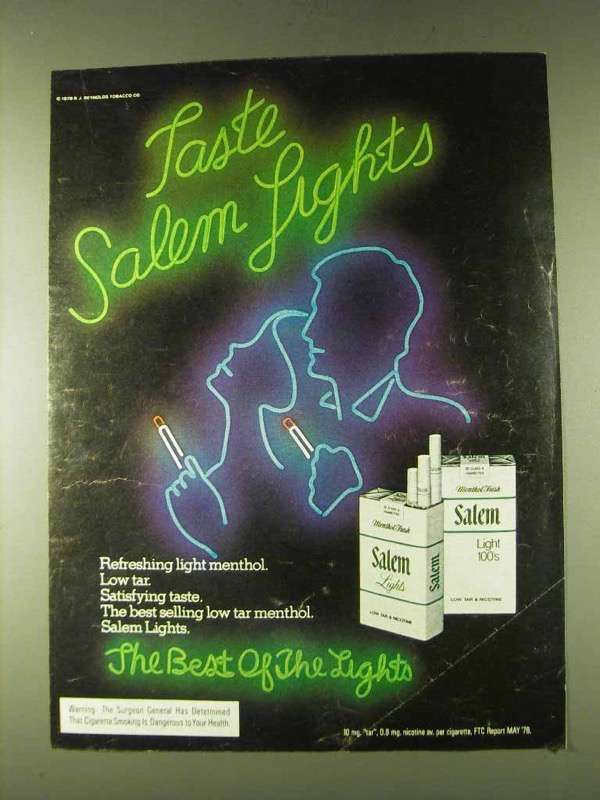 © 1979 R.J. REYNOLDS TOBACCO CO.
Taste
Salem Lights
Menthol Fresh
Salem
Light
100's
LOW TAR & NICOTINE
Menthol Fresh
Salem
Lights
Salem
LOW TAR & NICOTINE
Refreshing light menthol.
Low tar.
Satisfying taste.
The best selling low tar menthol.
Salem Lights.
The Best Of The Lights
Warning: The Surgeon General Has Determined
That Cigarette Smoking Is Dangerous to Your Health.
10 mg. "tar", 0.8 mg. nicotine av. per cigarette, FTC Report MAY '78.